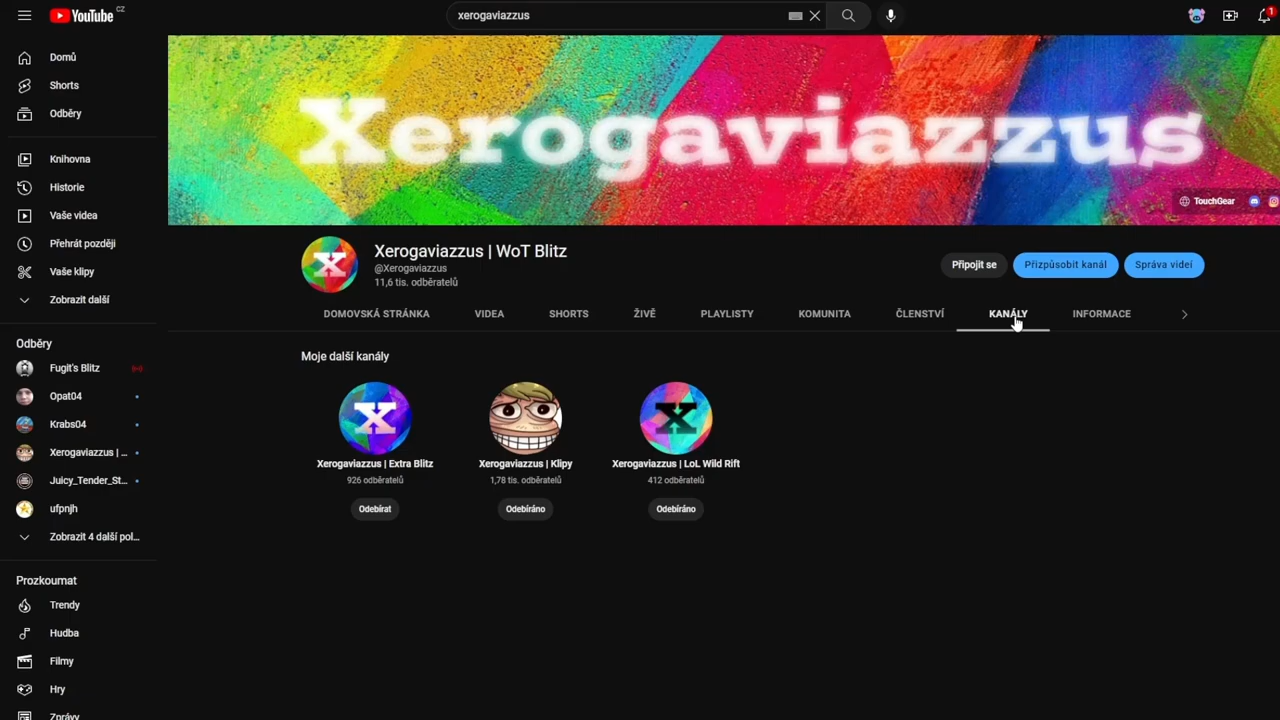 YouTube CZ
xerogaviazzus
1
Domů
Shorts
Odběry
Knihovna
Historie
Vaše videa
Přehrát později
Vaše klipy
Zobrazit další
Odběry
Fugit's Blitz
Opat04
Krabs04
Xerogaviazzus | ...
Juicy_Tender_St...
ufpnjh
Zobrazit 4 další pol...
Prozkoumat
Trendy
Hudba
Filmy
Hry
Zprávy
Xerogaviazzus
TouchGear
X
Xerogaviazzus | WoT Blitz
@Xerogaviazzus
11,6 tis. odběratelů
Připojit se
Přizpůsobit kanál
Správa videí
DOMOVSKÁ STRÁNKA
VIDEA
SHORTS
ŽIVĚ
PLAYLISTY
KOMUNITA
ČLENSTVÍ
KANÁLY
INFORMACE
Moje další kanály
X
Xerogaviazzus | Extra Blitz
926 odběratelů
Odebírat
Xerogaviazzus | Klipy
1,78 tis. odběratelů
Odebíráno
X
Xerogaviazzus | LoL Wild Rift
412 odběratelů
Odebíráno